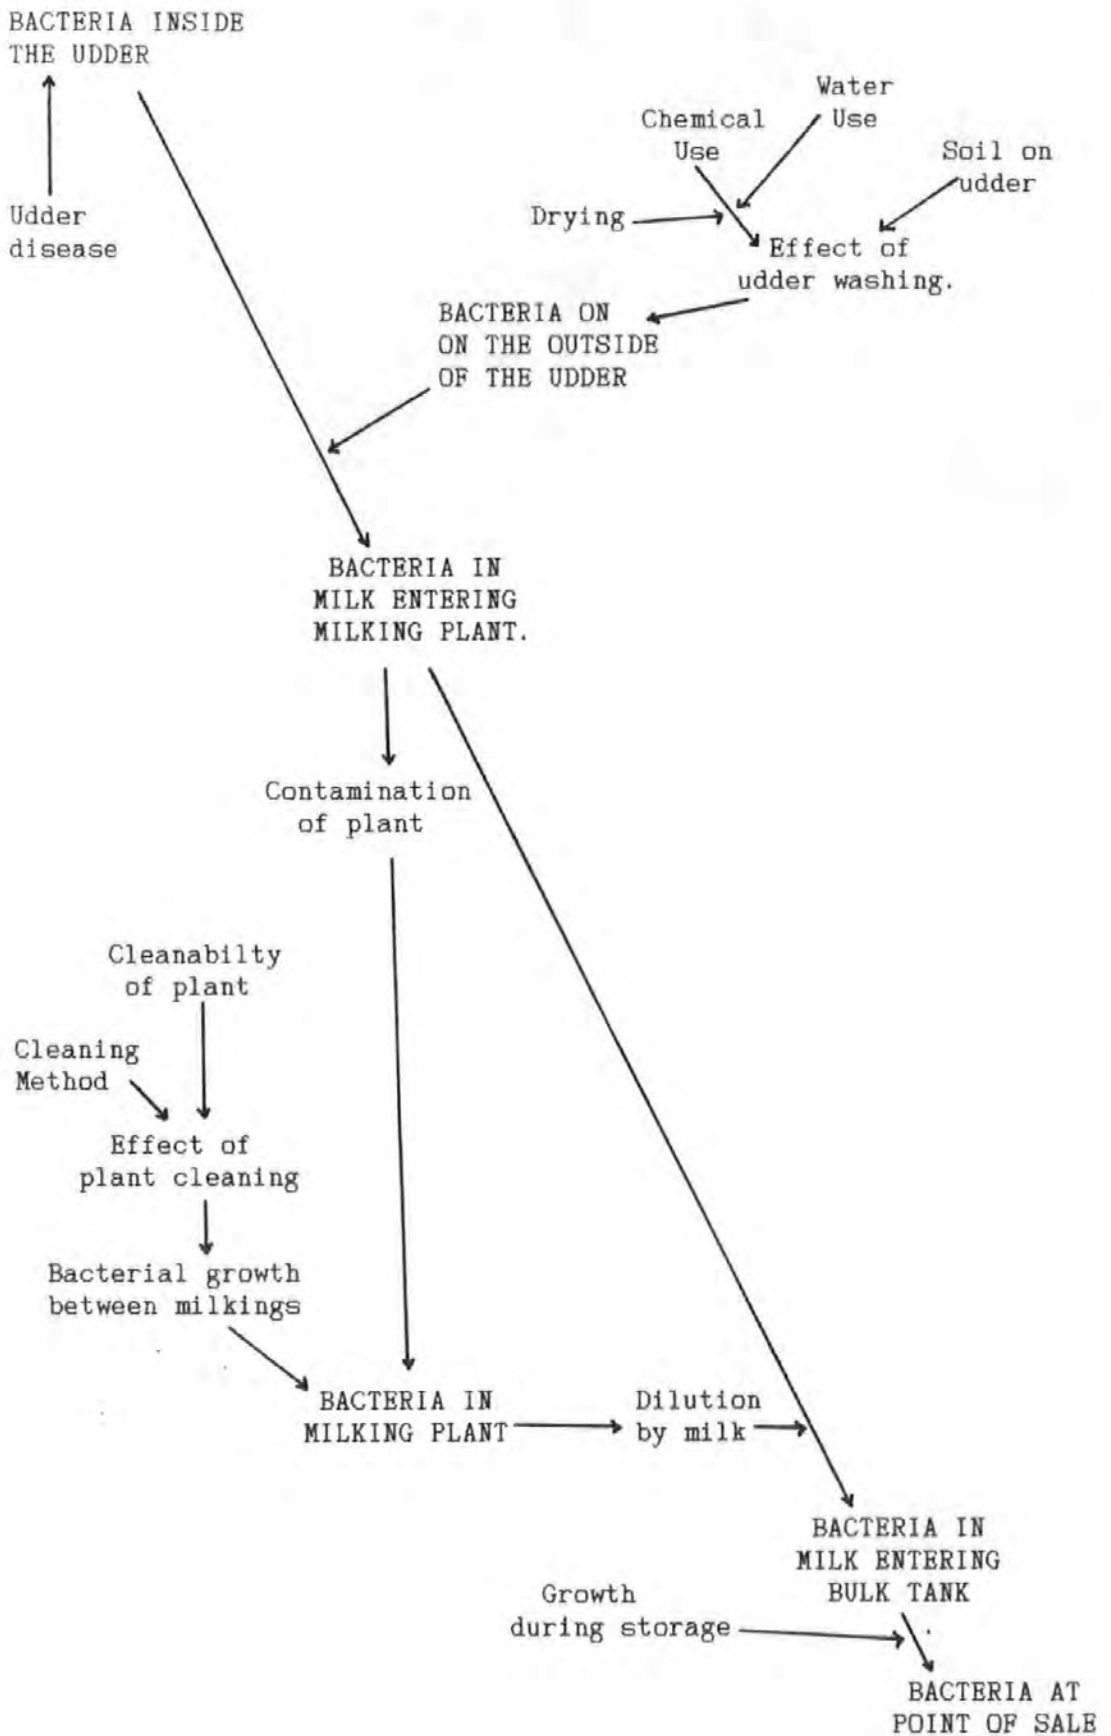 BACTERIA INSIDE
THE UDDER
Water
Use
Chemical
Use
Soil on
udder
Udder
disease
Drying
Effect of
udder washing.
BACTERIA ON
ON THE OUTSIDE
OF THE UDDER
BACTERIA IN
MILK ENTERING
MILKING PLANT.
Contamination
of plant
Cleanabilty
of plant
Cleaning
Method
Effect of
plant cleaning
Bacterial growth
between milkings
BACTERIA IN
MILKING PLANT
Dilution
by milk
BACTERIA IN
MILK ENTERING
BULK TANK
Growth
during storage
BACTERIA AT
POINT OF SALE